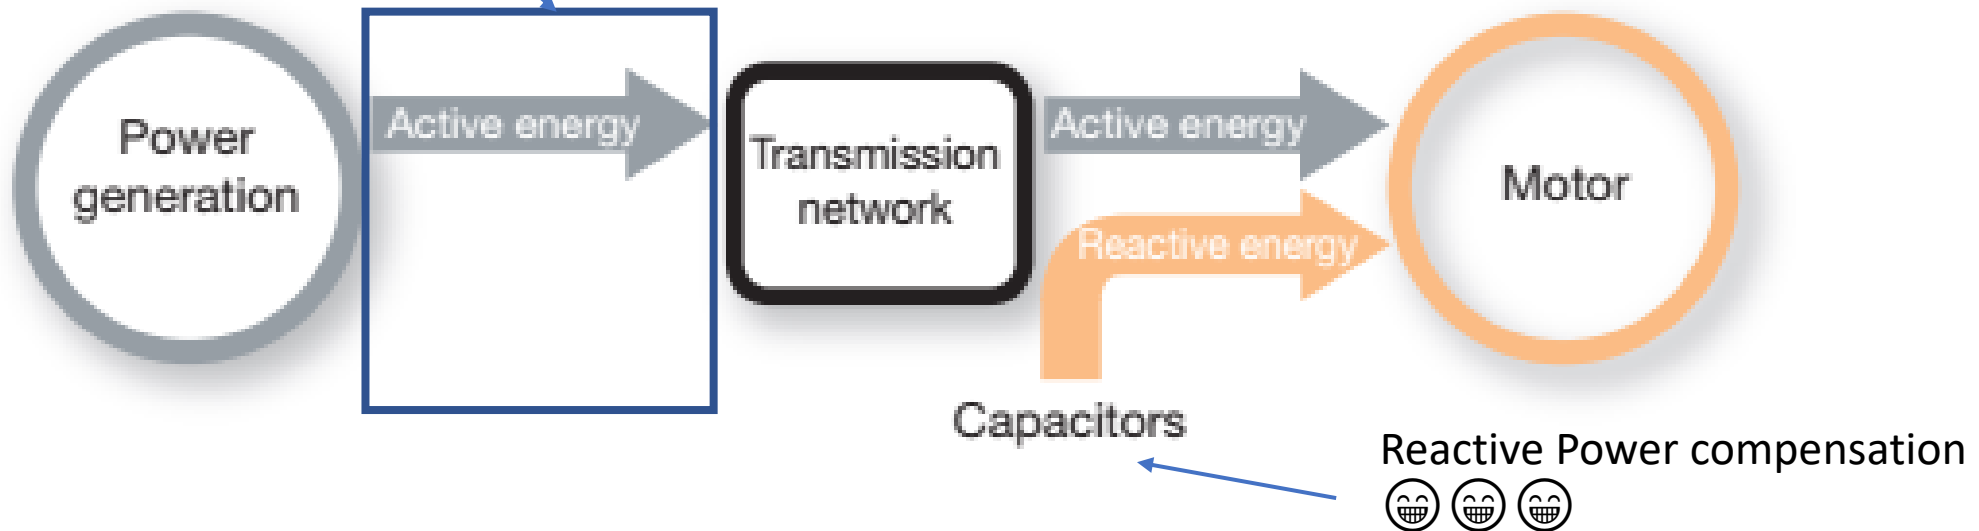 Power
generation
Active energy
Transmission
network
Active energy
Reactive energy
Motor
Capacitors
Reactive Power compensation
😁😁😁